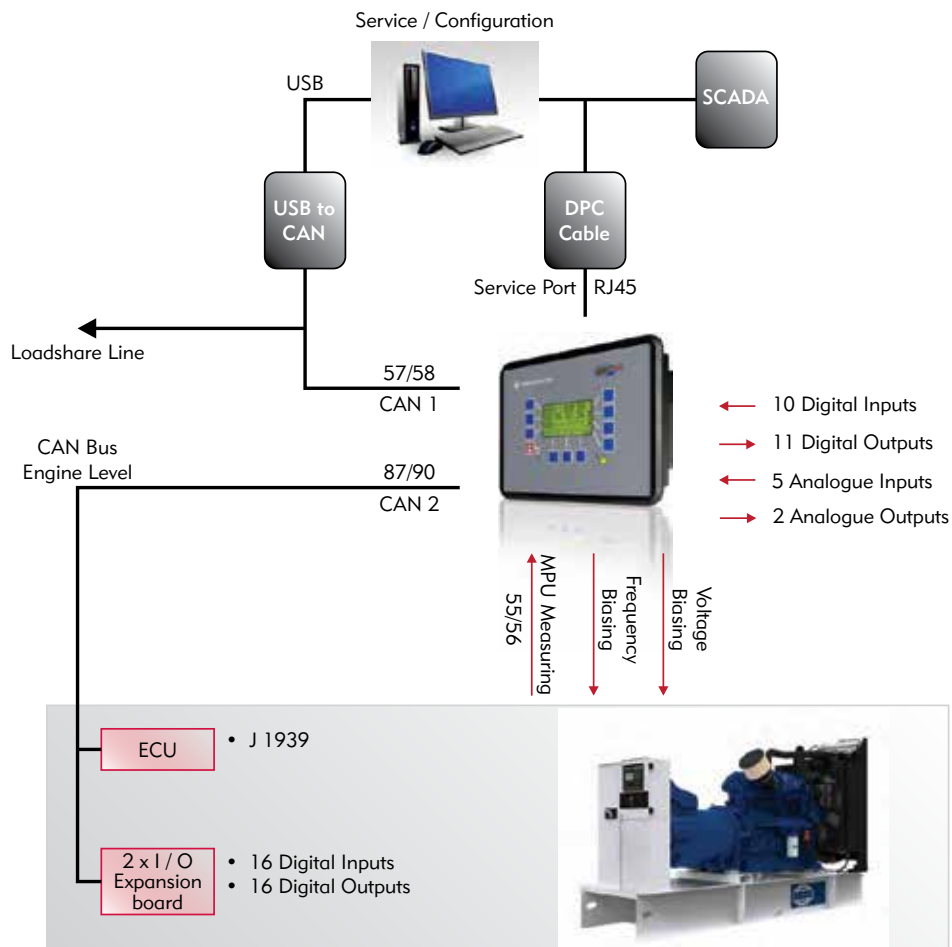 Service / Configuration
USB
SCADA
USB to
CAN
DPC
Cable
Service Port
RJ45
Loadshare Line
57/58
CAN 1
10 Digital Inputs
11 Digital Outputs
5 Analogue Inputs
2 Analogue Outputs
CAN Bus
Engine Level
87/90
CAN 2
MPU Measuring
55/56
Frequency
Biasing
Voltage
Biasing
ECU
• J 1939
2 x I / O
Expansion
board
• 16 Digital Inputs
• 16 Digital Outputs